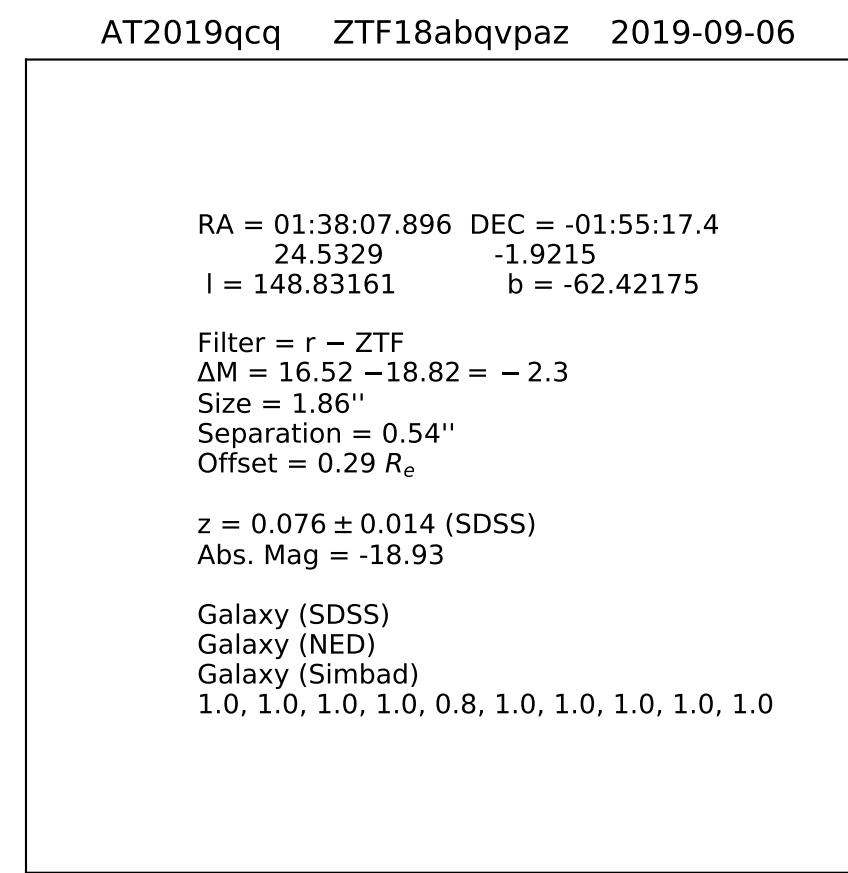 AT2019qcq ZTF18abqvpaz 2019-09-06
RA = 01:38:07.896 DEC = -01:55:17.4
24.5329 -1.9215
l = 148.83161 b = -62.42175
Filter = r − ZTF
ΔM = 16.52 −18.82 = − 2.3
Size = 1.86''
Separation = 0.54''
Offset = 0.29 Rₑ
z = 0.076 ± 0.014 (SDSS)
Abs. Mag = -18.93
Galaxy (SDSS)
Galaxy (NED)
Galaxy (Simbad)
1.0, 1.0, 1.0, 1.0, 0.8, 1.0, 1.0, 1.0, 1.0, 1.0